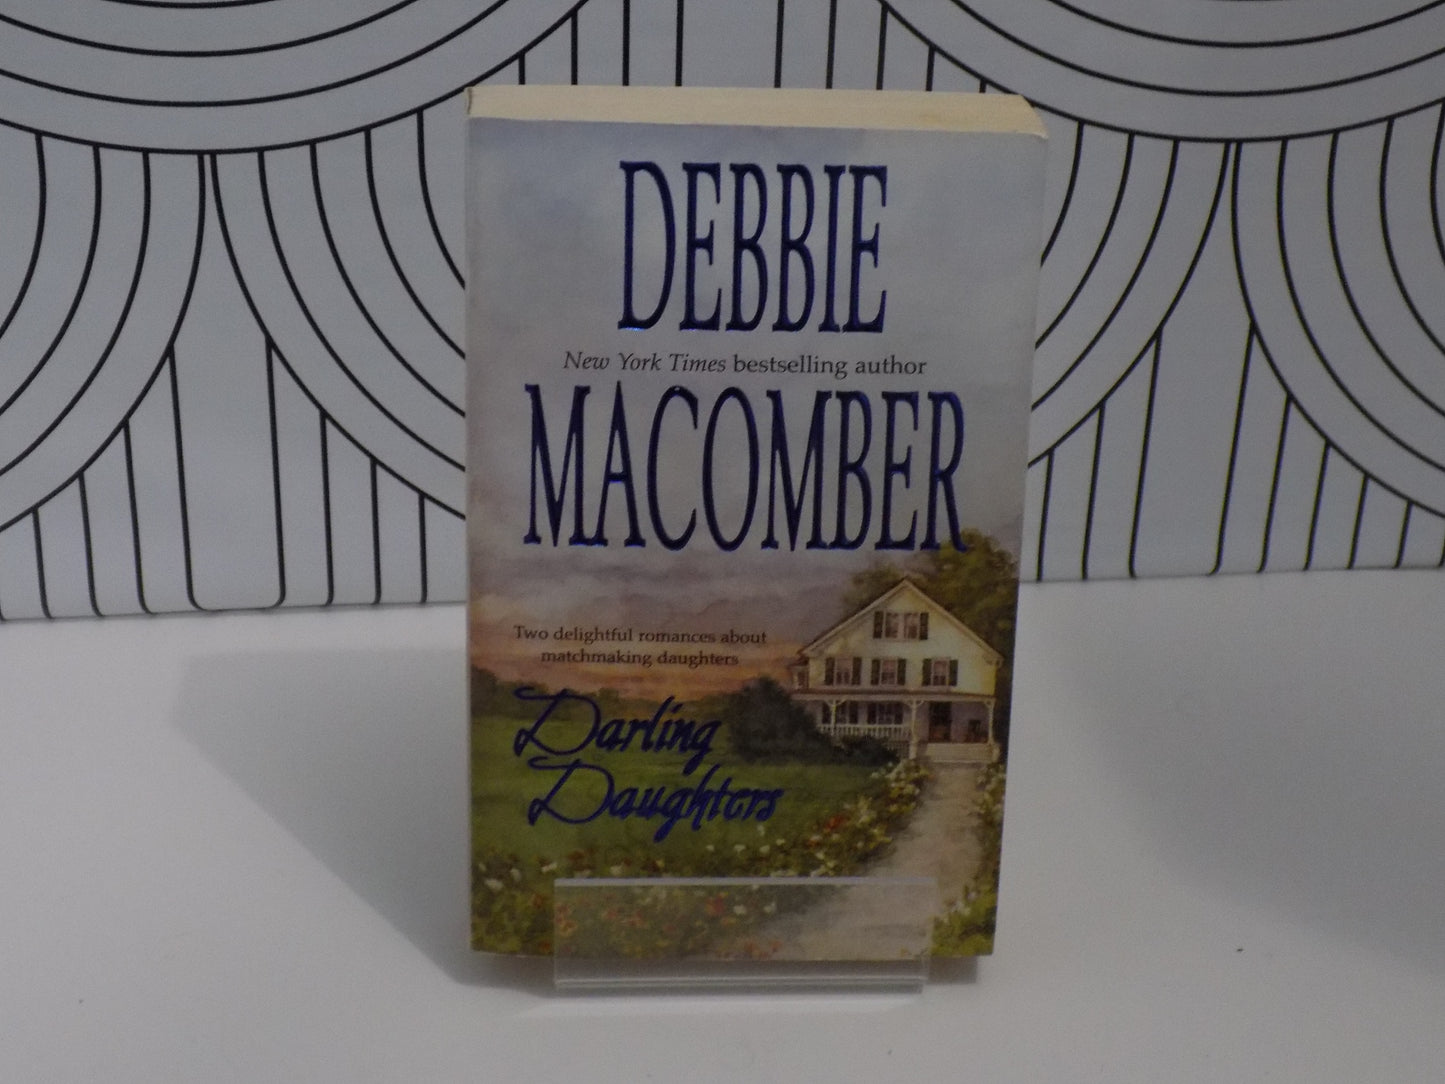 DEBBIE
New York Times bestselling author
MACOMBER
Two delightful romances about
matchmaking daughters
Darling
Daughters